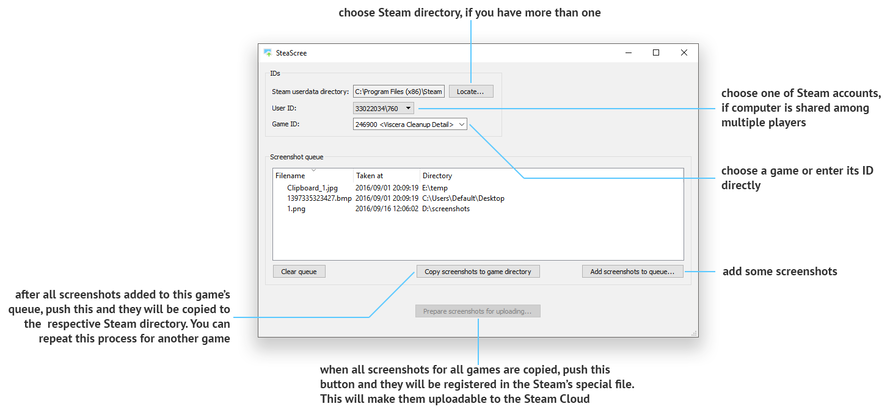 choose Steam directory, if you have more than one
SteaScree
IDs
Steam userdata directory: C:\Program Files (x86)\Steam Locate...
User ID: 33022034\760
Game ID: 246900 <Viscera Cleanup Detail>
choose one of Steam accounts,
if computer is shared among
multiple players
choose a game or enter its ID
directly
Screenshot queue
Filename Taken at Directory
Clipboard_1.jpg 2016/09/01 20:09:19 E:\temp
1397335323427.bmp 2016/09/01 20:09:19 C:\Users\Default\Desktop
1.png 2016/09/16 12:06:02 D:\screenshots
Clear queue Copy screenshots to game directory Add screenshots to queue...
add some screenshots
after all screenshots added to this game's
queue, push this and they will be copied to
the respective Steam directory. You can
repeat this process for another game
Prepare screenshots for uploading...
when all screenshots for all games are copied, push this
button and they will be registered in the Steam's special file.
This will make them uploadable to the Steam Cloud